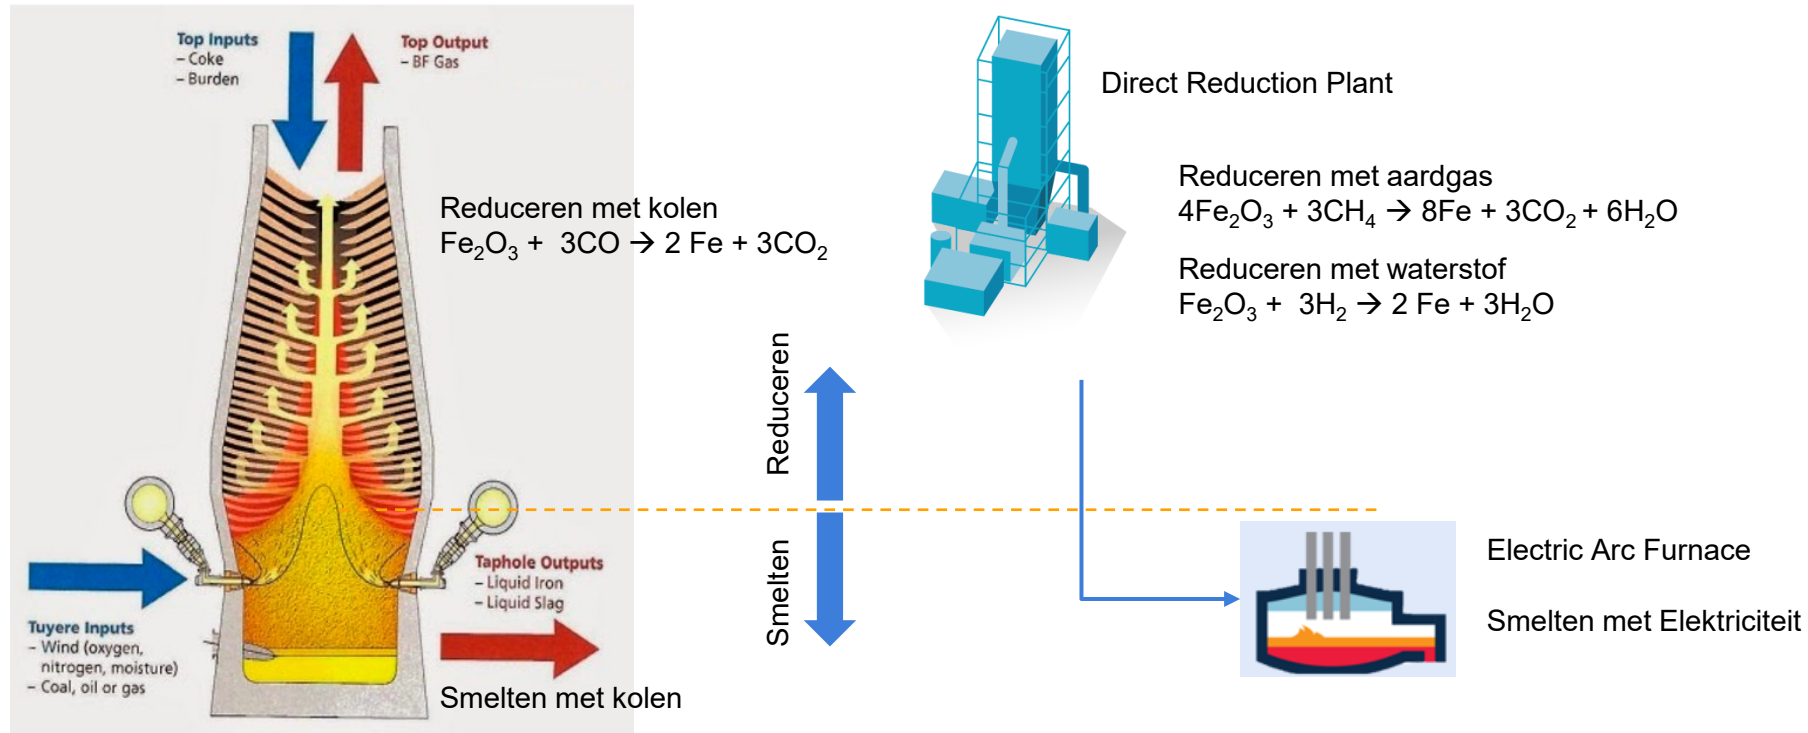 Top Inputs
– Coke
– Burden
Top Output
– BF Gas
Reduceren met kolen
Fe₂O₃ + 3CO → 2 Fe + 3CO₂
Tuyere Inputs
– Wind (oxygen,
nitrogen, moisture)
– Coal, oil or gas
Taphole Outputs
– Liquid Iron
– Liquid Slag
Smelten met kolen
Reduceren
Smelten
Direct Reduction Plant
Reduceren met aardgas
4Fe₂O₃ + 3CH₄ → 8Fe + 3CO₂ + 6H₂O
Reduceren met waterstof
Fe₂O₃ + 3H₂ → 2 Fe + 3H₂O
Electric Arc Furnace
Smelten met Elektriciteit